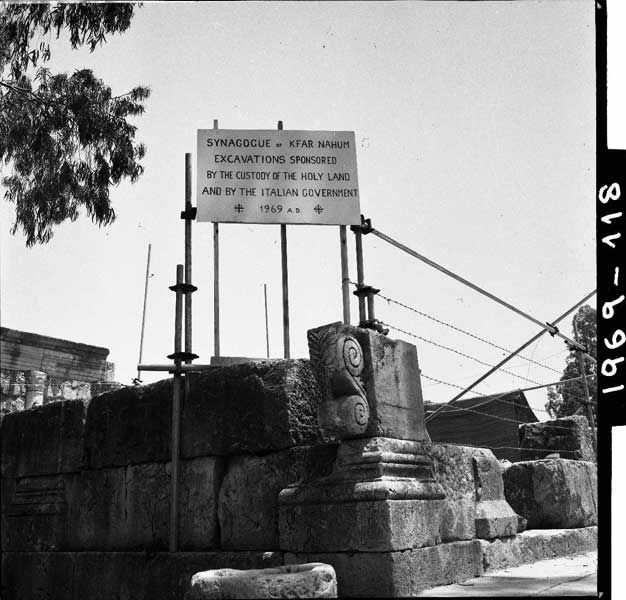 SYNAGOGUE OF KFAR NAHUM
EXCAVATIONS SPONSORED
BY THE CUSTODY OF THE HOLY LAND
AND BY THE ITALIAN GOVERNMENT
1969 A.D.
1969-118